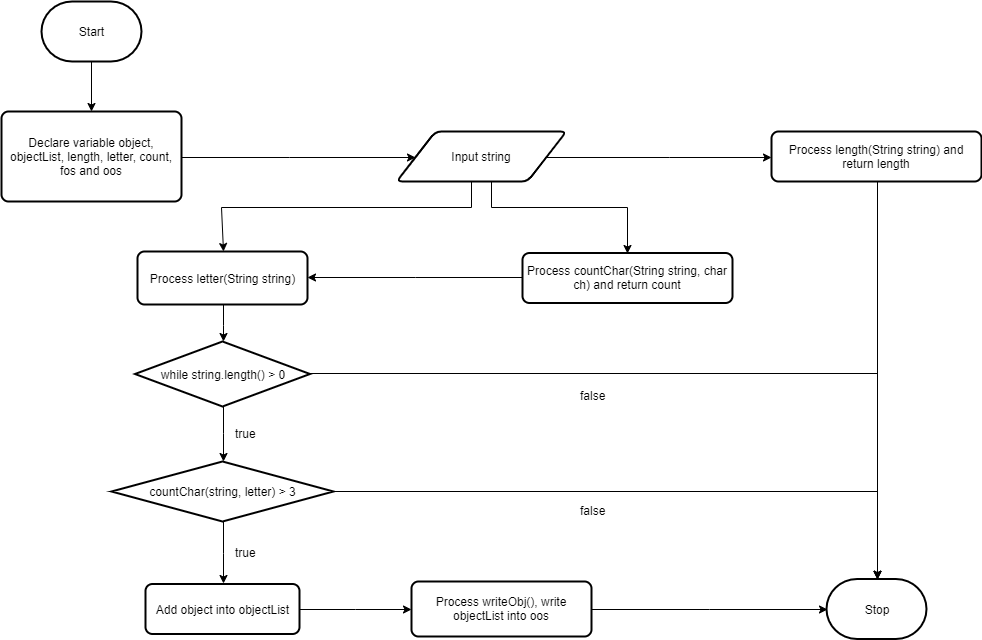 Start
Declare variable object,
objectList, length, letter, count,
fos and oos
Input string
Process length(String string) and
return length
Process letter(String string)
Process countChar(String string, char
ch) and return count
while string.length() > 0
false
true
countChar(string, letter) > 3
false
true
Add object into objectList
Process writeObj(), write
objectList into oos
Stop